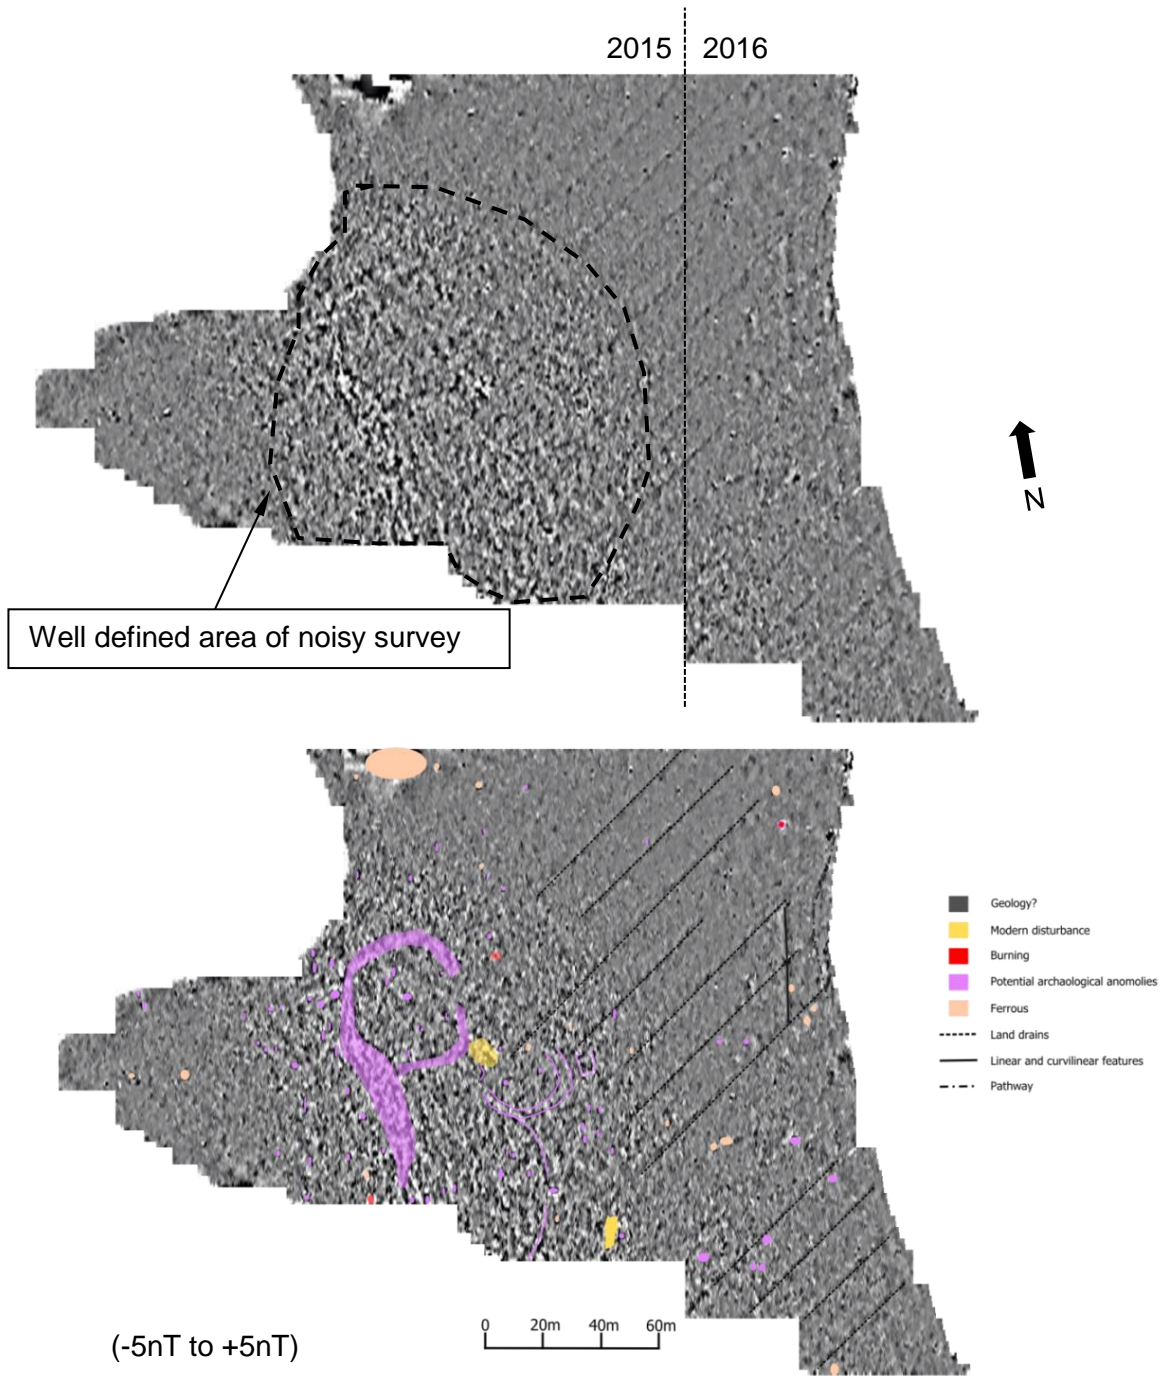 2015 2016
N
Well defined area of noisy survey
Geology?
Modern disturbance
Burning
Potential archaological anomolies
Ferrous
Land drains
Linear and curvilinear features
Pathway
0 20m 40m 60m
(-5nT to +5nT)